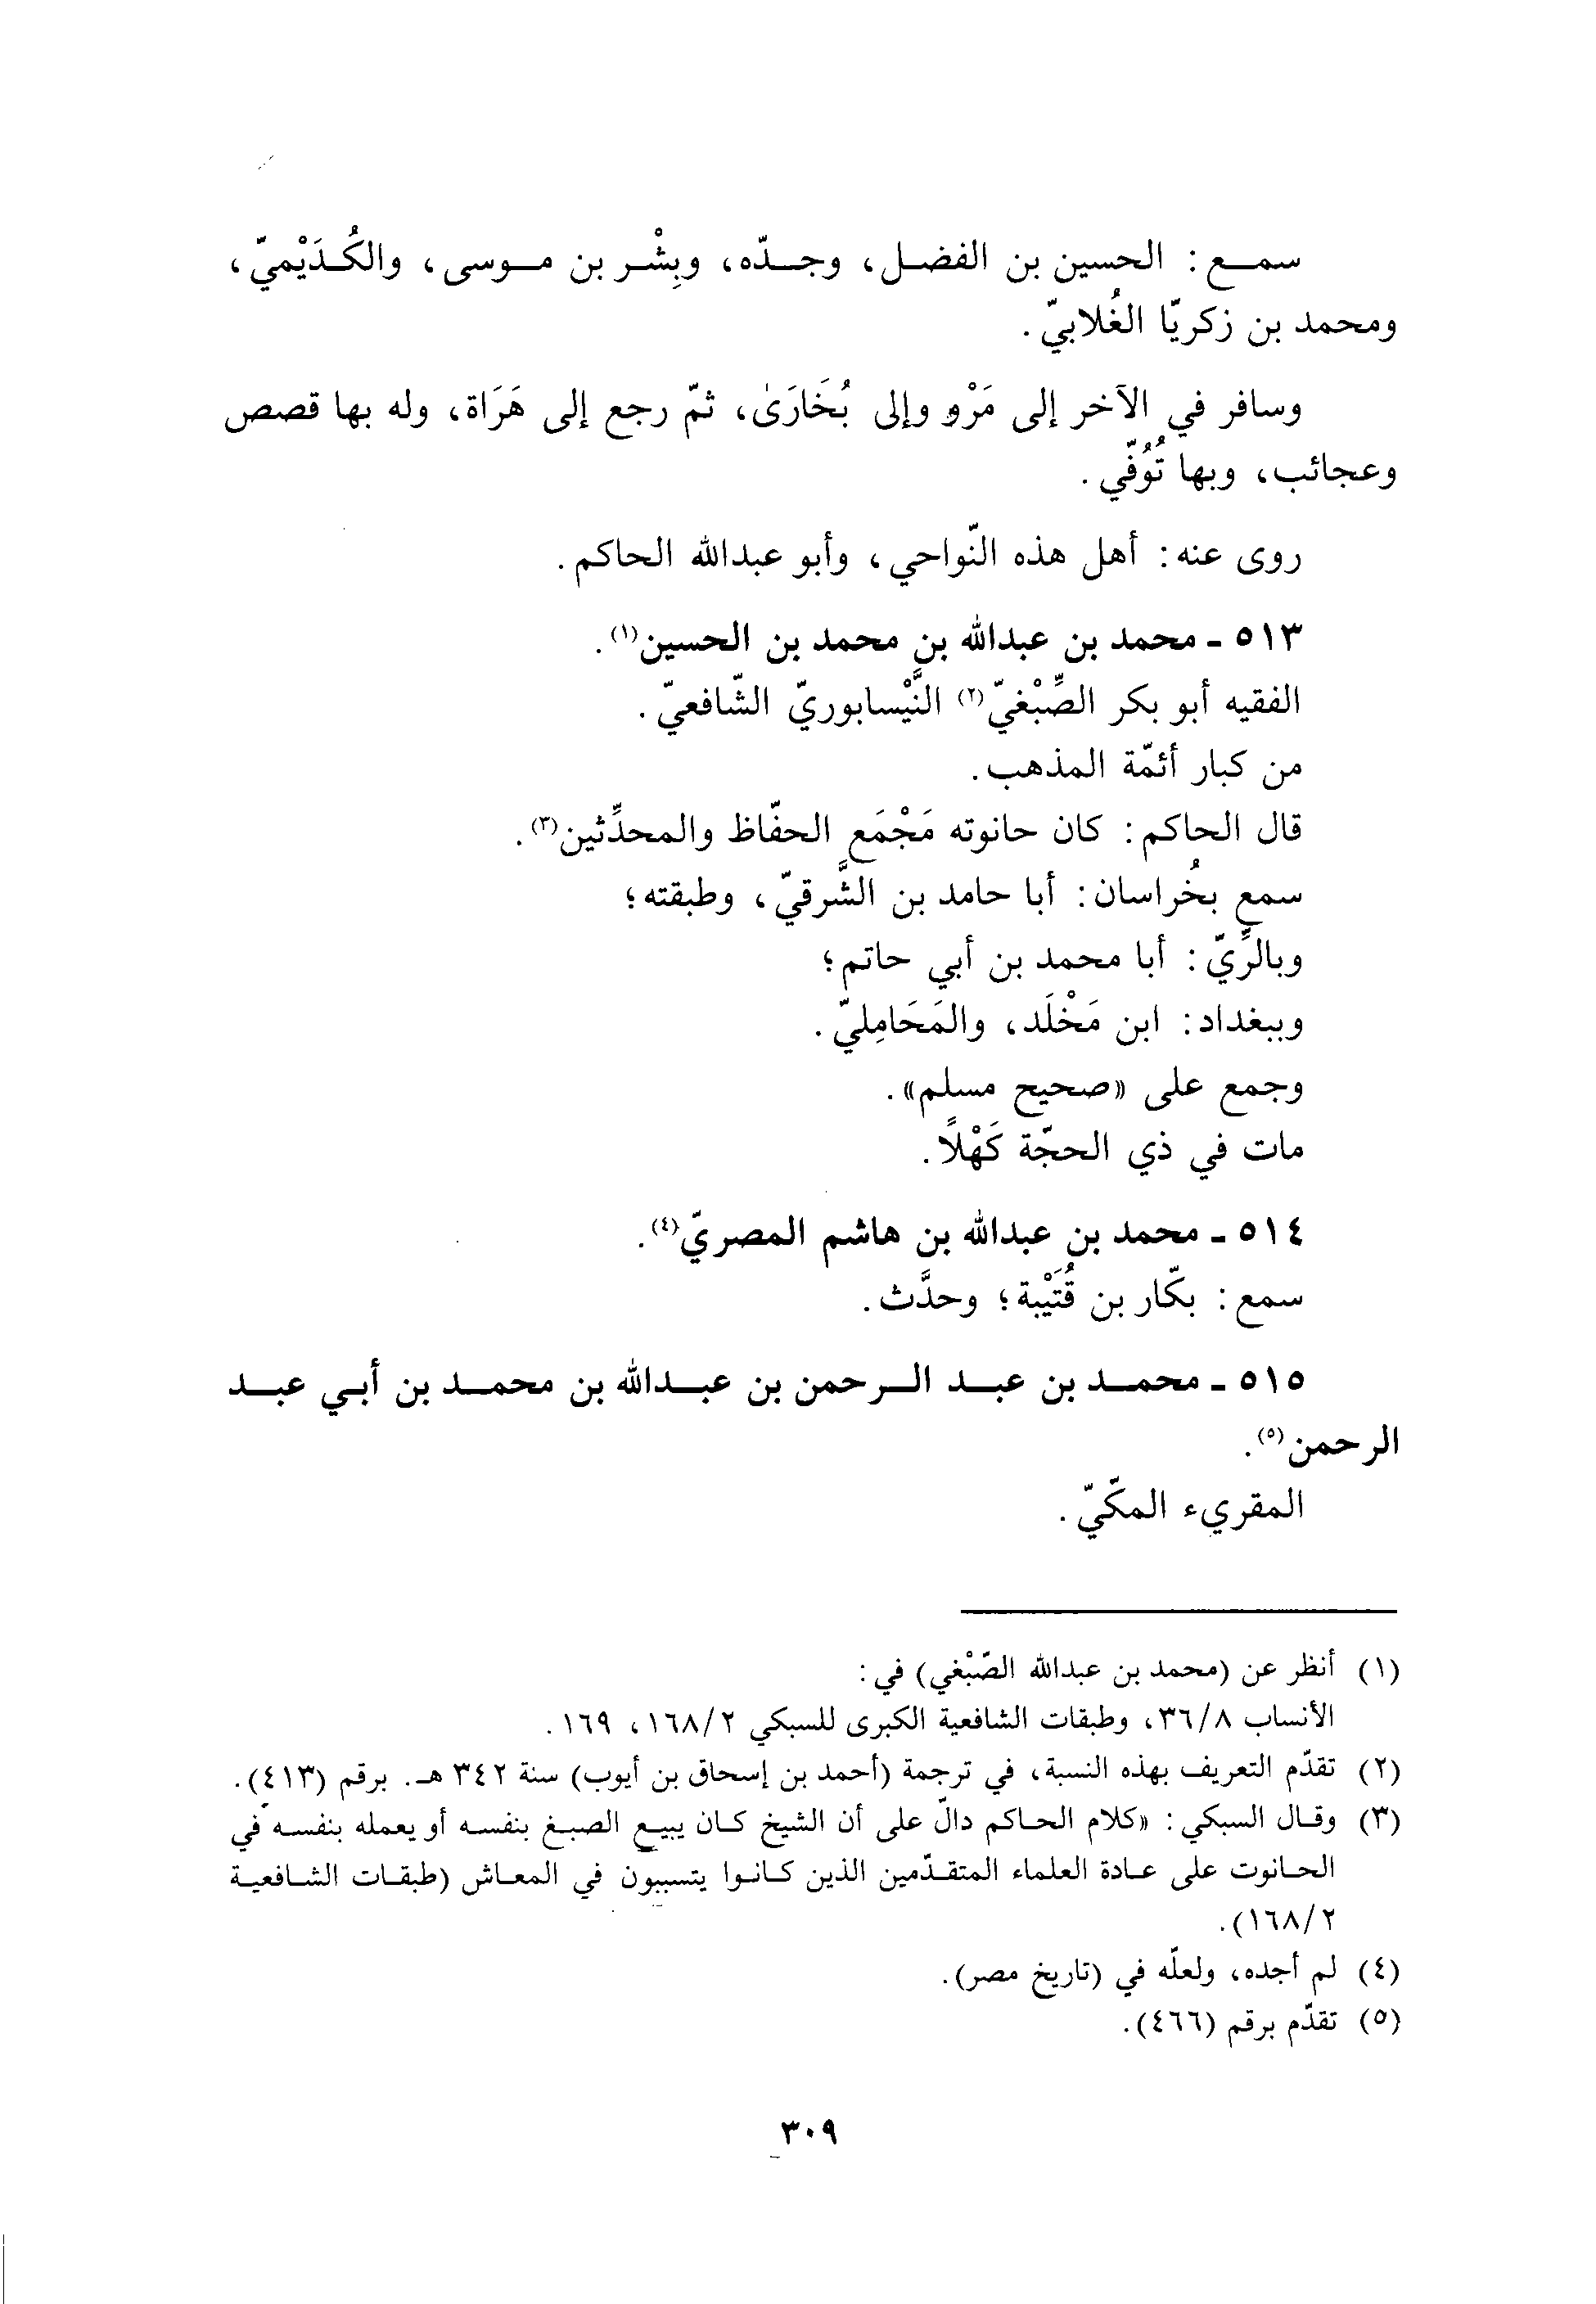 سمع: الحسين بن الفضل، وجدّه، وبِشْر بن موسى، والكُدَيْميّ،
ومحمد بن زكريّا الغُلابيّ.
وسافر في الآخر إلى مَرْو وإلى بُخَارَىٰ، ثمّ رجع إلى هَرَاة، وله بها قصص
وعجائب، وبها تُوُفّي.
روى عنه: أهل هذه النّواحي، وأبو عبدالله الحاكم.
٥١٣ - محمد بن عبدالله بن محمد بن الحسين(١).
الفقيه أبو بكر الصِّبْغيّ(٢) النَّيْسابوريّ الشّافعيّ.
من كبار أئمّة المذهب.
قال الحاكم: كان حانوته مَجْمَع الحفّاظ والمحدِّثين(٣).
سمع بخُراسان: أبا حامد بن الشَّرقيّ، وطبقته؛
وبالرِّيّ: أبا محمد بن أبي حاتم؛
وببغداد: ابن مَخْلَد، والمَحَامِليّ.
وجمع على «صحيح مسلم».
مات في ذي الحجّة كَهْلًا.
٥١٤ - محمد بن عبدالله بن هاشم المصريّ(٤).
سمع: بكّار بن قُتَيْبة؛ وحدَّث.
٥١٥ - محمد بن عبد الرحمن بن عبدالله بن محمد بن أبي عبد
الرحمن(٥).
المقريء المكّيّ.
(١) أنظر عن (محمد بن عبدالله الصّبْغي) في:
الأنساب ٣٦/٨، وطبقات الشافعية الكبرى للسبكي ١٦٨/٢، ١٦٩.
(٢) تقدّم التعريف بهذه النسبة، في ترجمة (أحمد بن إسحاق بن أيوب) سنة ٣٤٢ هـ. برقم (٤١٣).
(٣) وقال السبكي: «كلام الحاكم دالّ على أن الشيخ كان يبيع الصبغ بنفسه أو يعمله بنفسه في
الحانوت على عادة العلماء المتقدّمين الذين كانوا يتسببون في المعاش (طبقات الشافعية
١٦٨/٢).
(٤) لم أجده، ولعلّه في (تاريخ مصر).
(٥) تقدّم برقم (٤٦٦).
٣٠٩